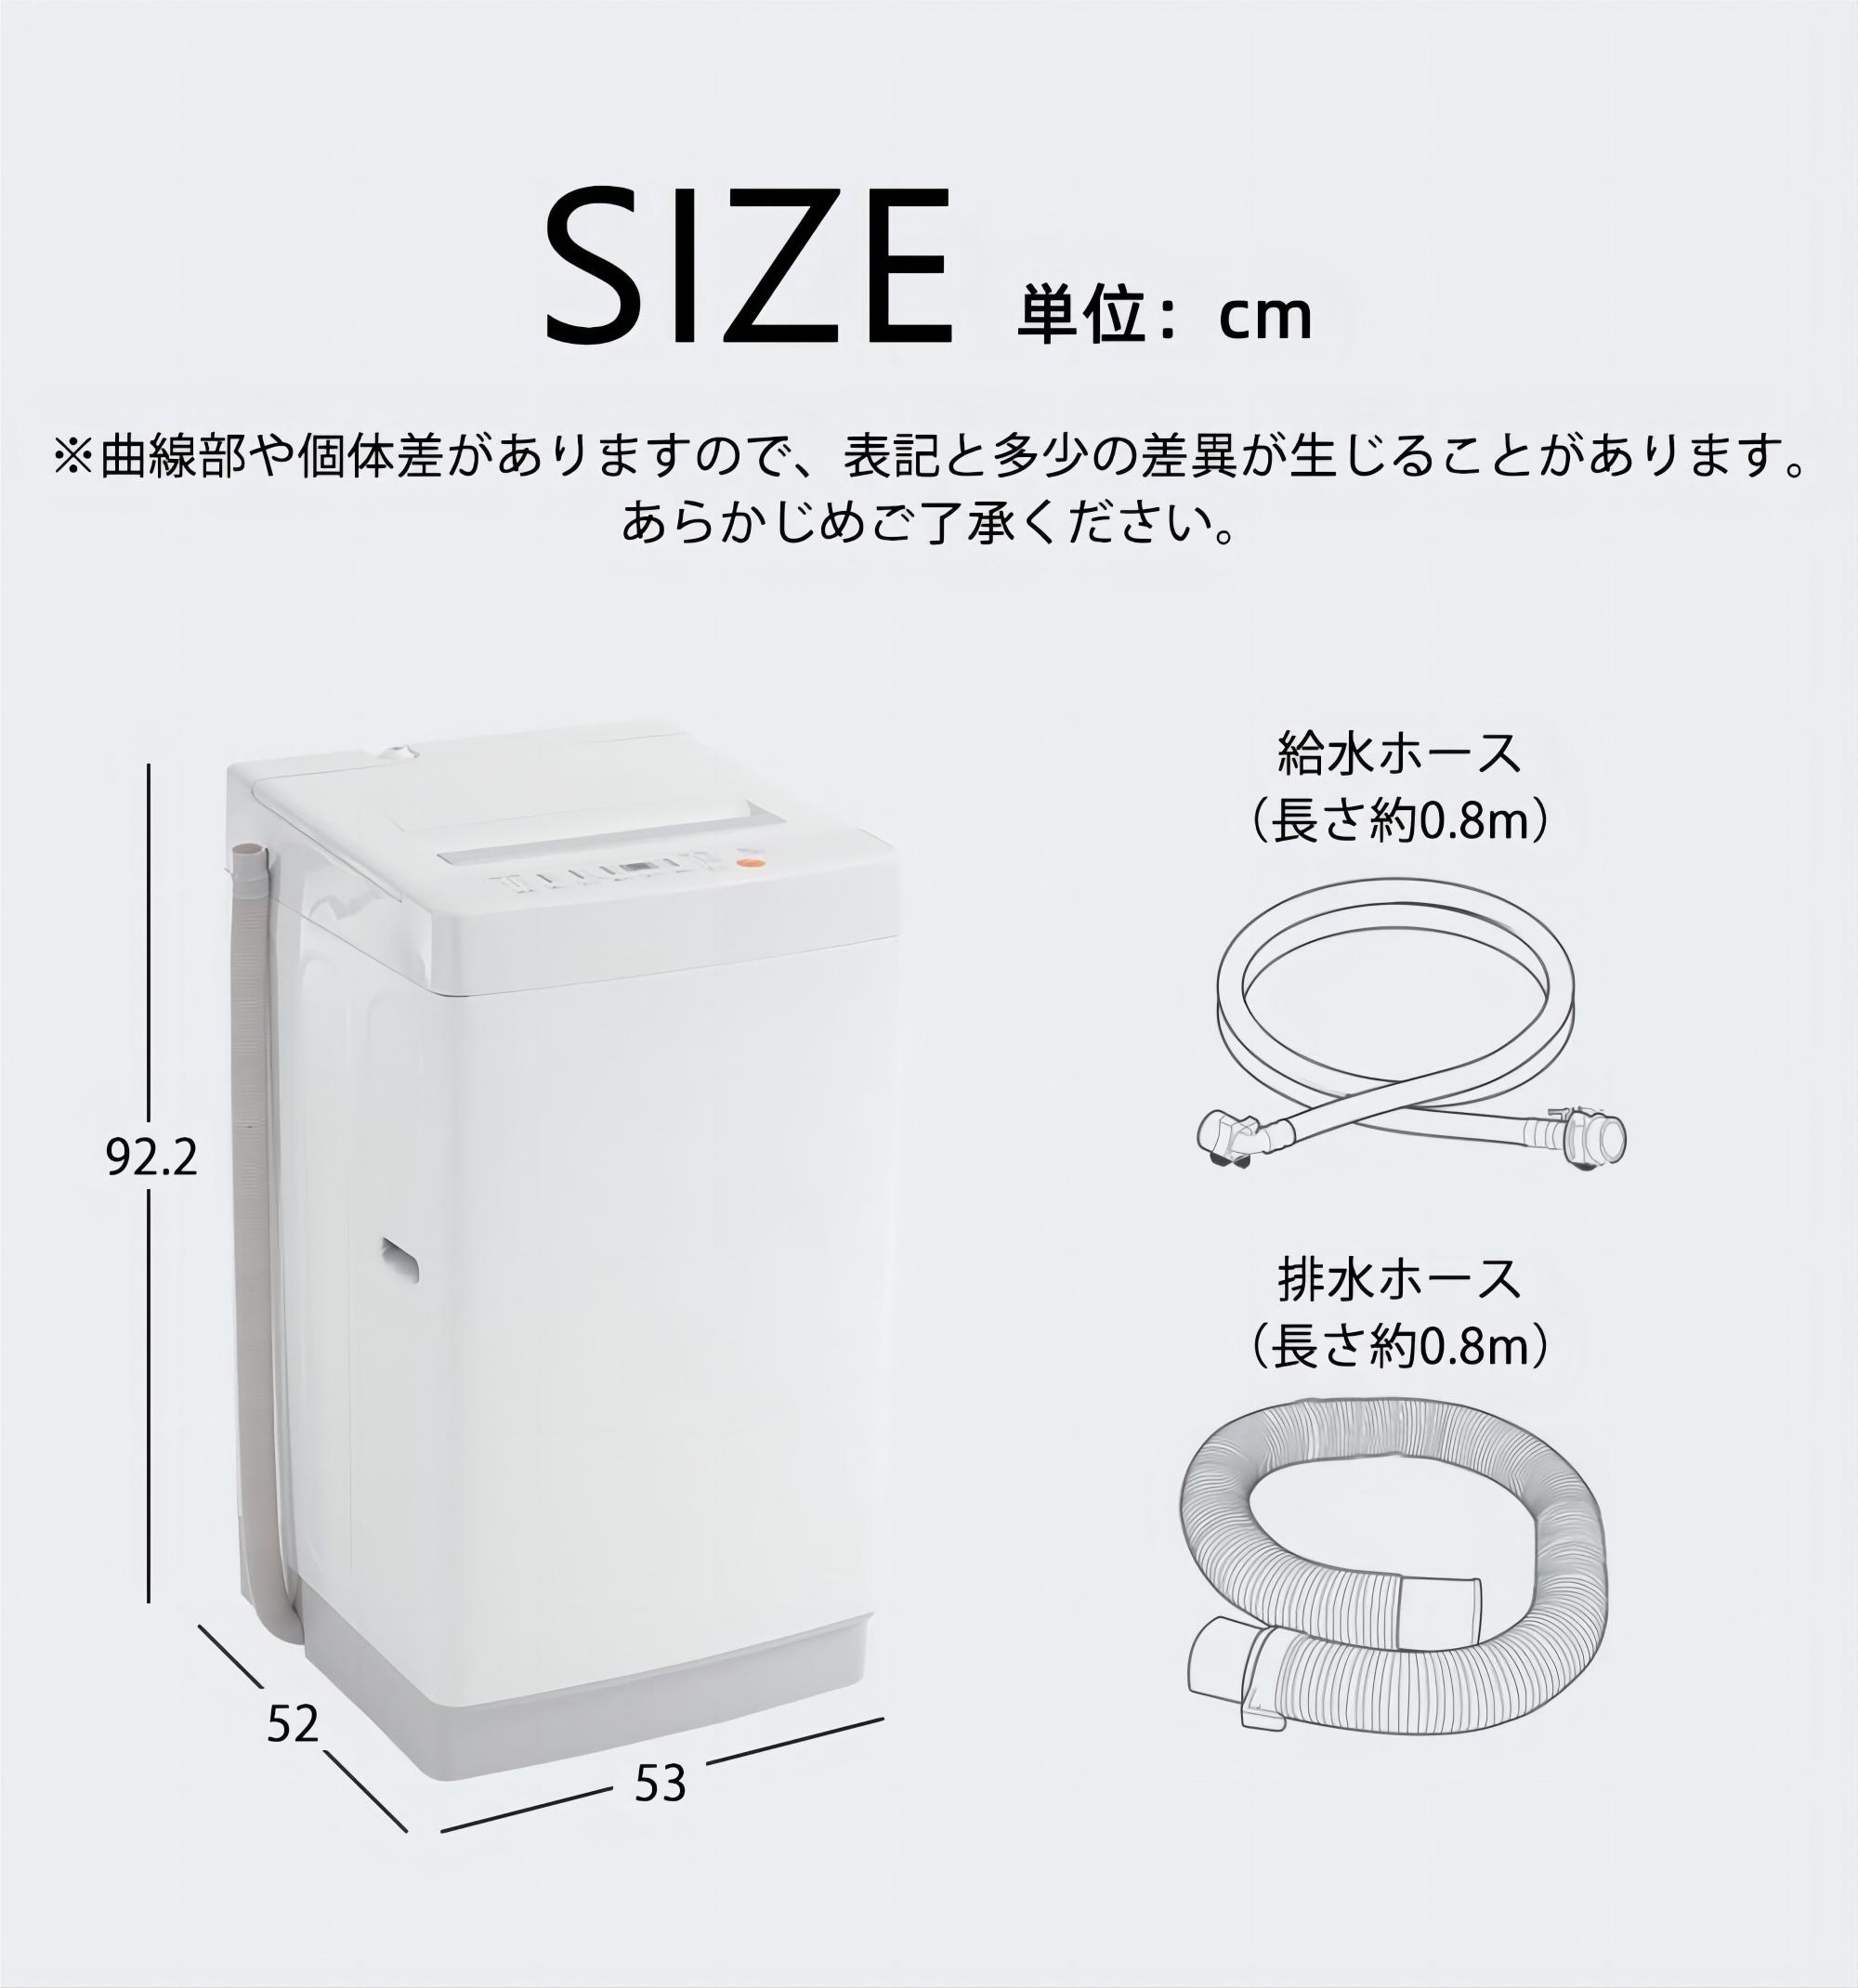 SIZE 単位：cm
※曲線部や個体差がありますので、表記と多少の差異が生じることがあります。
あらかじめご了承ください。
給水ホース
（長さ約0.8m）
92.2
排水ホース
（長さ約0.8m）
52
53